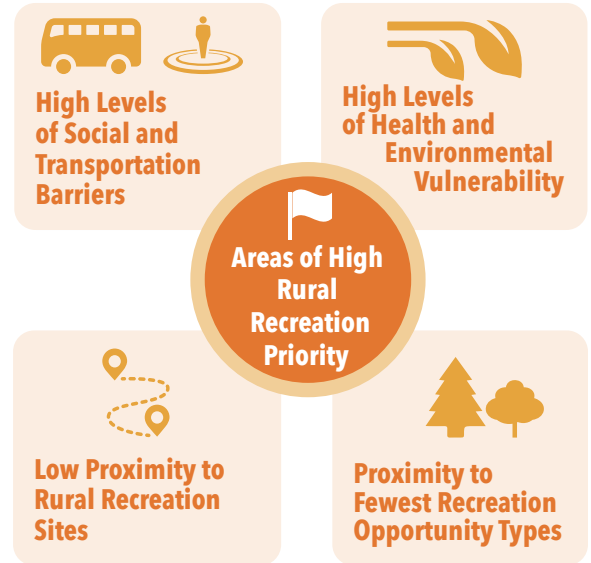 High Levels
of Social and
Transportation
Barriers
High Levels
of Health and
Environmental
Vulnerability
Areas of High
Rural
Recreation
Priority
Low Proximity to
Rural Recreation
Sites
Proximity to
Fewest Recreation
Opportunity Types